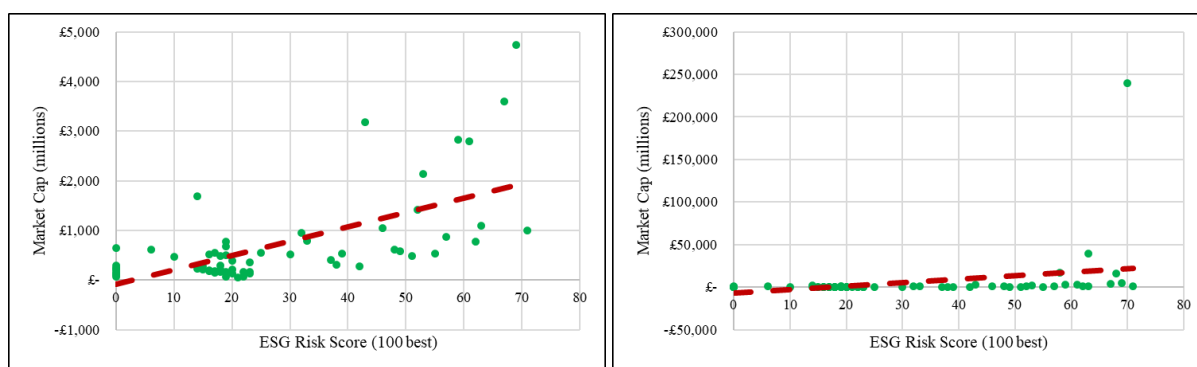 £5,000
£4,000
£3,000
£2,000
£1,000
£-
-£1,000
0 10 20 30 40 50 60 70 80
Market Cap (millions)
ESG Risk Score (100 best)
£300,000
£250,000
£200,000
£150,000
£100,000
£50,000
£-
-£50,000
0 10 20 30 40 50 60 70 80
Market Cap (millions)
ESG Risk Score (100 best)